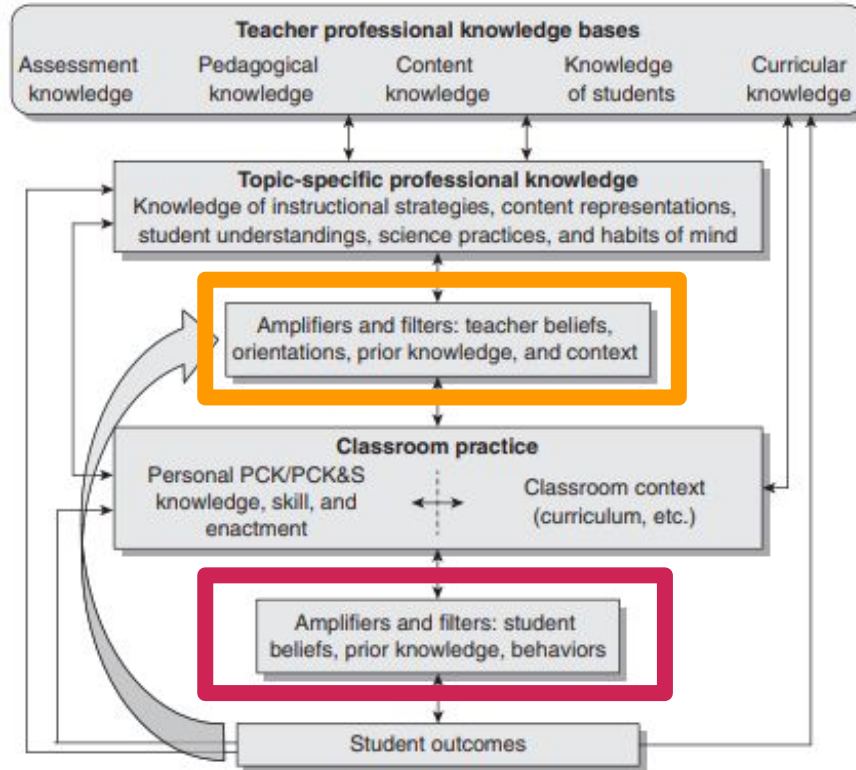 Teacher professional knowledge bases
Assessment knowledge
Pedagogical knowledge
Content knowledge
Knowledge of students
Curricular knowledge
Topic-specific professional knowledge
Knowledge of instructional strategies, content representations,
student understandings, science practices, and habits of mind
Amplifiers and filters: teacher beliefs,
orientations, prior knowledge, and context
Classroom practice
Personal PCK/PCK&S
knowledge, skill, and
enactment
Classroom context
(curriculum, etc.)
Amplifiers and filters: student
beliefs, prior knowledge, behaviors
Student outcomes